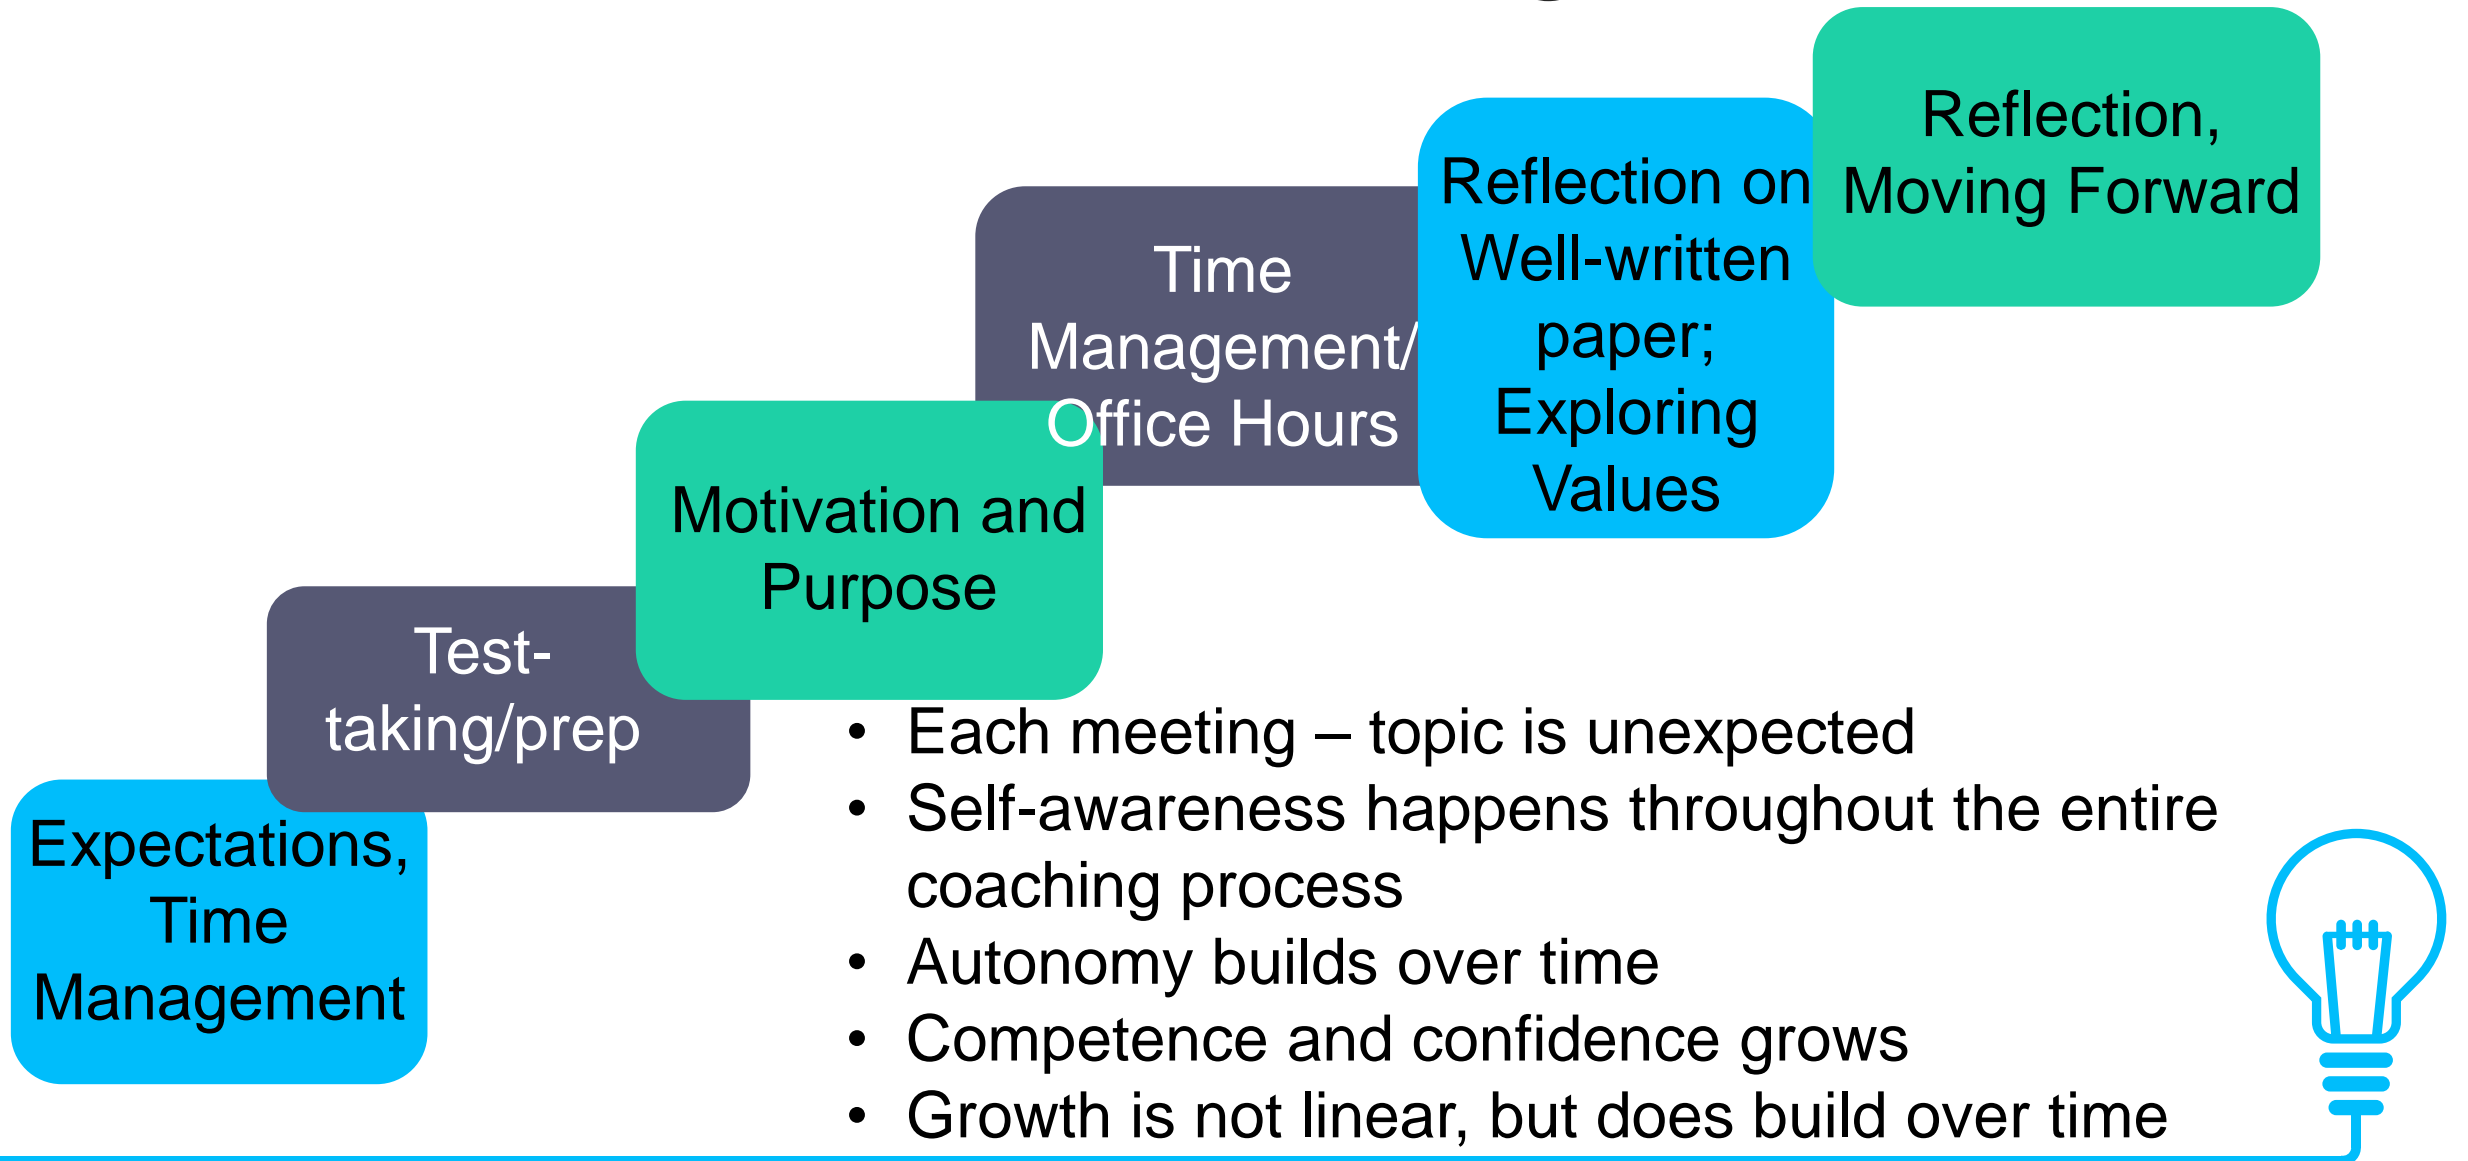 Reflection,
Moving Forward
Reflection on
Well-written
paper;
Exploring
Values
Time
Management/
Office Hours
Motivation and
Purpose
Test-
taking/prep
Expectations,
Time
Management
• Each meeting – topic is unexpected
• Self-awareness happens throughout the entire
coaching process
• Autonomy builds over time
• Competence and confidence grows
• Growth is not linear, but does build over time